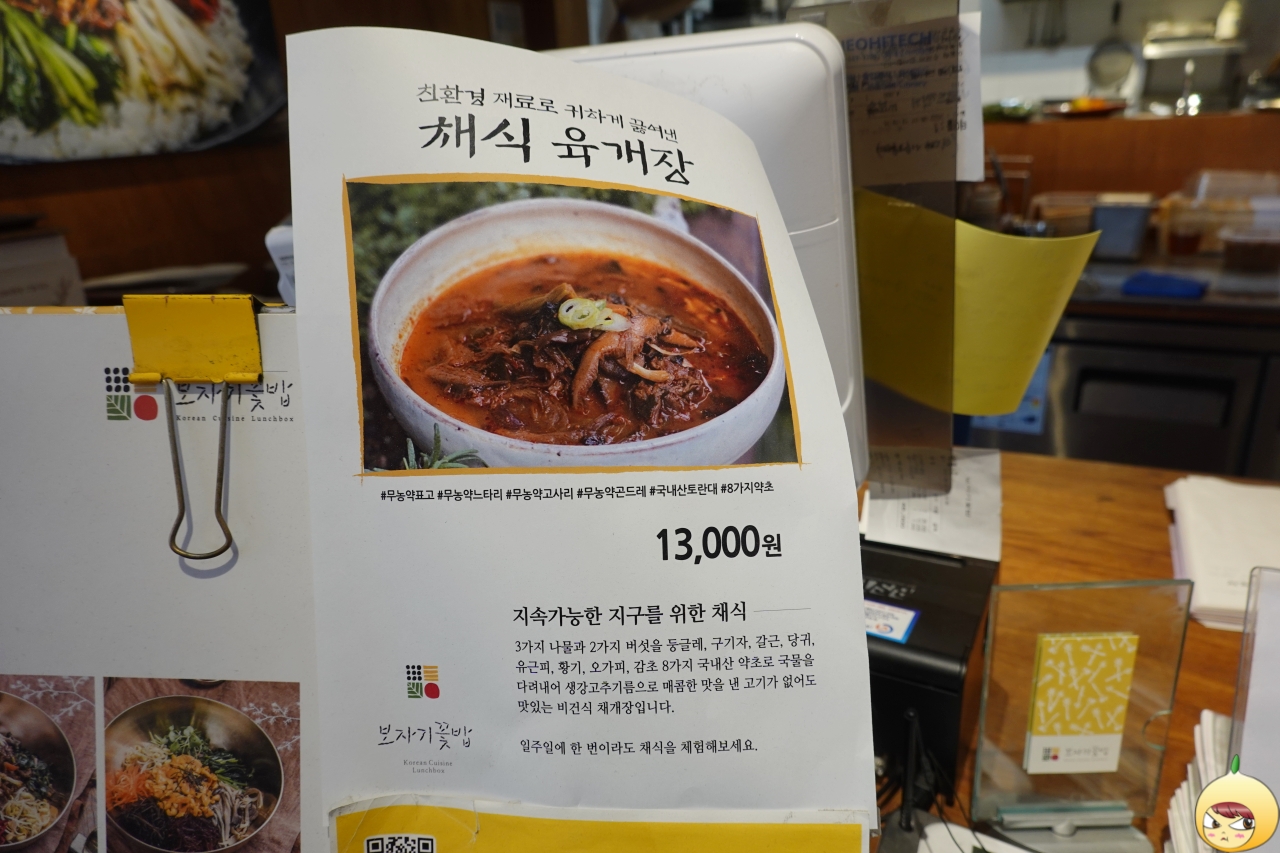 친환경 재료로 귀하게 끓여낸
채식 육개장
#무농약표고 #무농약느타리 #무농약고사리 #무농약곤드레 #국내산토란대 #8가지약초
13,000원
지속가능한 지구를 위한 채식
3가지 나물과 2가지 버섯을 둥글레, 구기자, 갈근, 당귀,
유근피, 황기, 오가피, 감초 8가지 국내산 약초로 국물을
다려내어 생강고추기름으로 매콤한 맛을 낸 고기가 없어도
맛있는 비건식 채개장입니다.
일주일에 한 번이라도 채식을 체험해보세요.
보자기꽃밥
Korean Cuisine
Lunchbox
보자기꽃밥
Korean Cuisine Lunchbox
보자기꽃밥